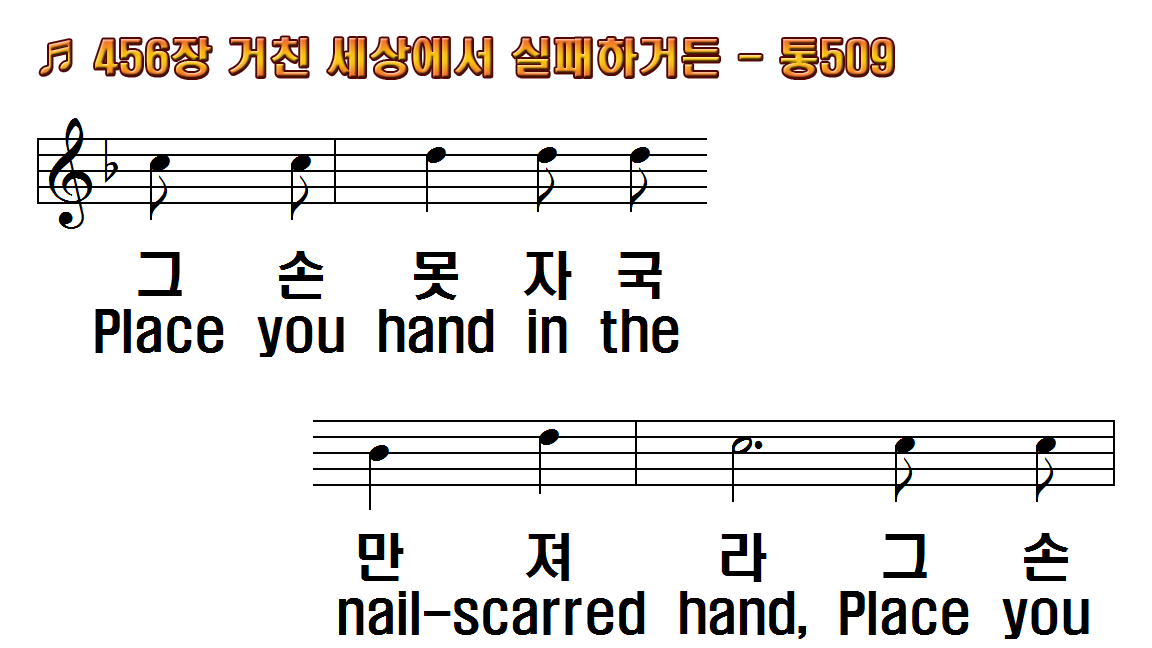 ♬ 456장 거친 세상에서 실패하거든 - 통509
그 손 못 자 국
Place you hand in the
만 져 라 그 손
nail-scarred hand, Place you